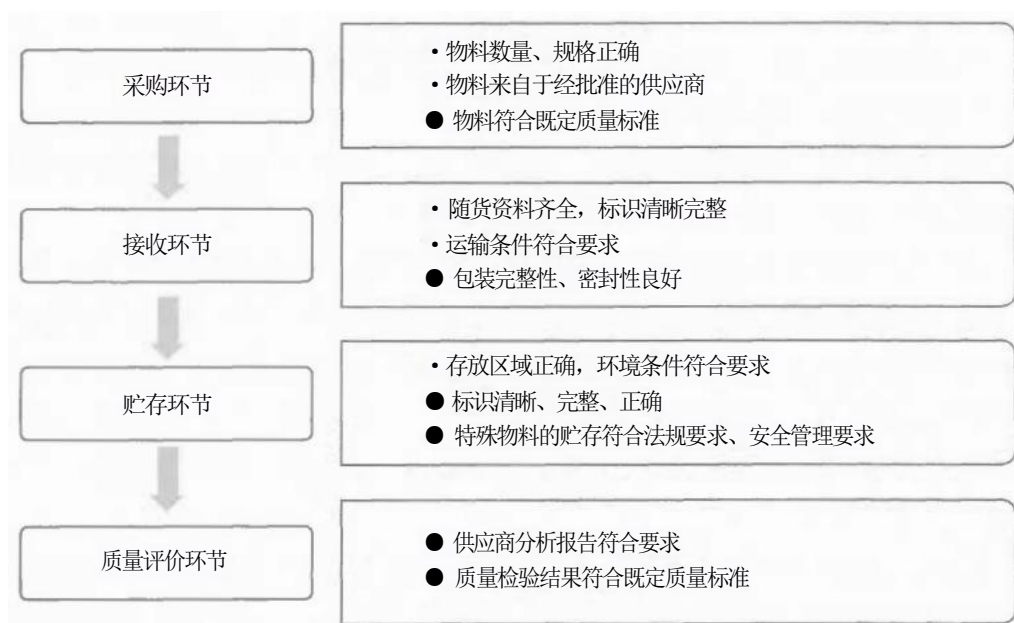 采购环节
・物料数量、规格正确
・物料来自于经批准的供应商
● 物料符合既定质量标准
接收环节
・随货资料齐全，标识清晰完整
・运输条件符合要求
● 包装完整性、密封性良好
贮存环节
・存放区域正确，环境条件符合要求
● 标识清晰、完整、正确
● 特殊物料的贮存符合法规要求、安全管理要求
质量评价环节
● 供应商分析报告符合要求
● 质量检验结果符合既定质量标准